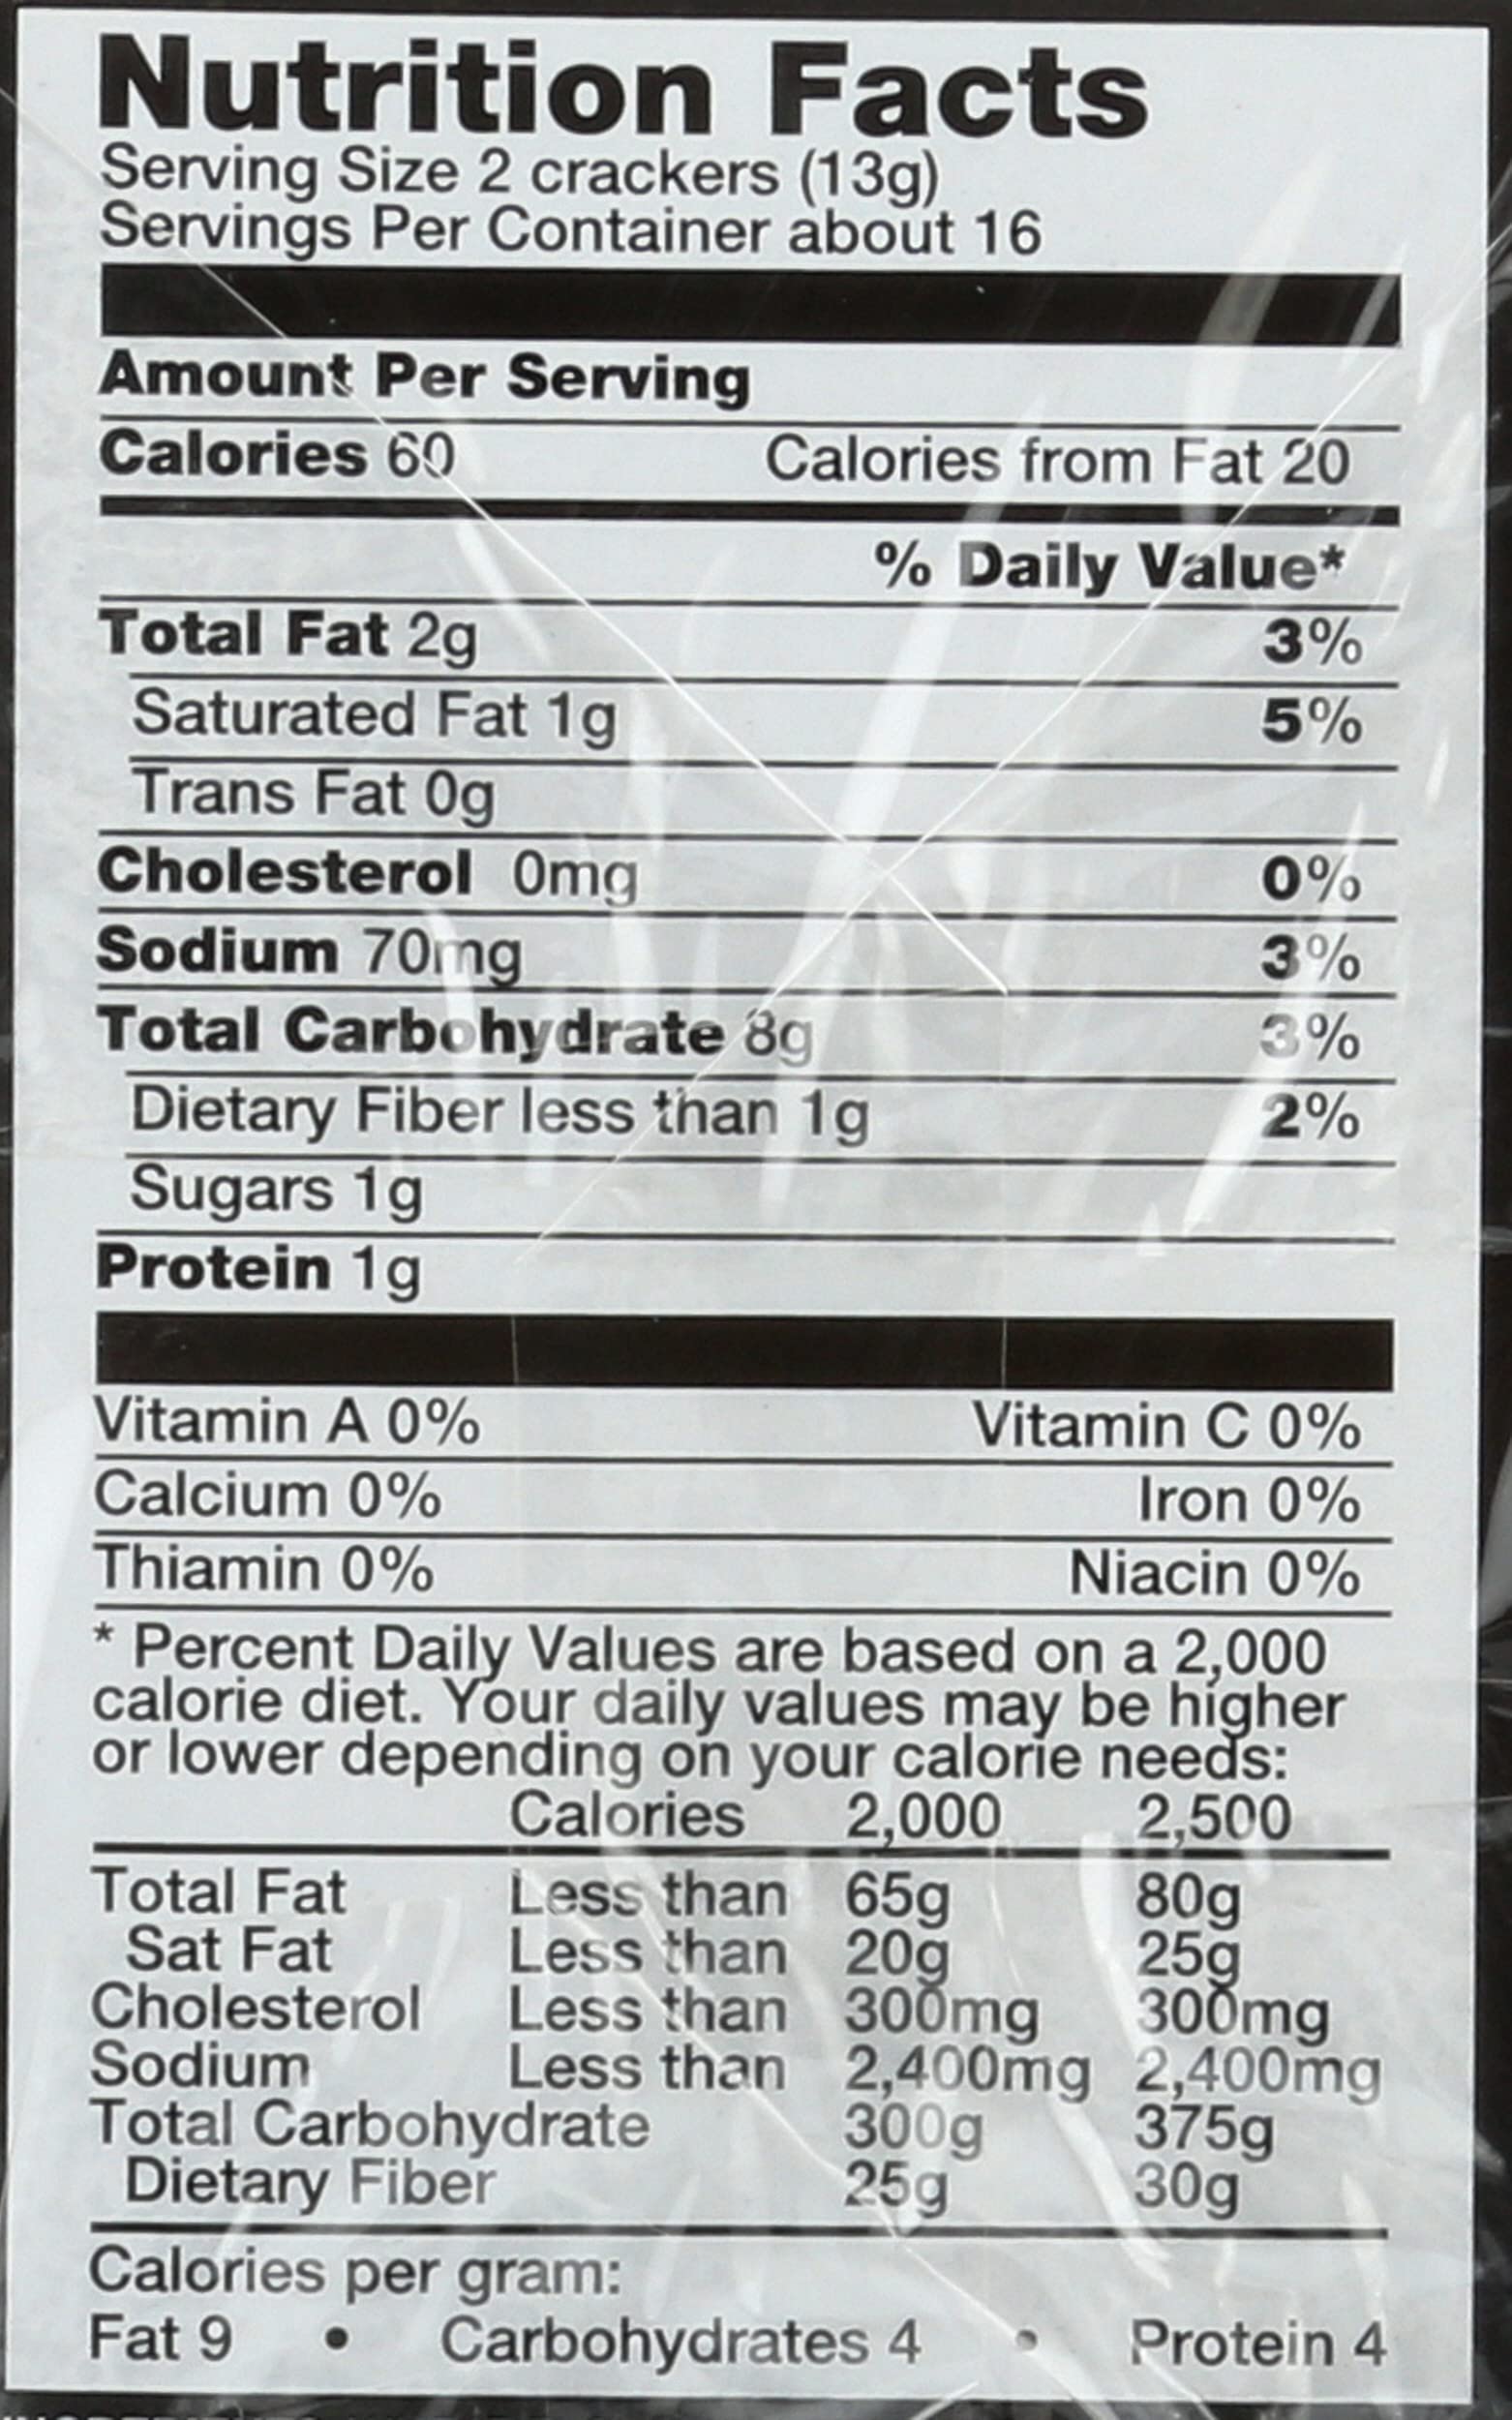 Nutrition Facts
Serving Size 2 crackers (13g)
Servings Per Container about 16
Amount Per Serving
Calories 60 Calories from Fat 20
% Daily Value*
Total Fat 2g 3%
Saturated Fat 1g 5%
Trans Fat 0g
Cholesterol 0mg 0%
Sodium 70mg 3%
Total Carbohydrate 8g 3%
Dietary Fiber less than 1g 2%
Sugars 1g
Protein 1g
Vitamin A 0% Vitamin C 0%
Calcium 0% Iron 0%
Thiamin 0% Niacin 0%
* Percent Daily Values are based on a 2,000
calorie diet. Your daily values may be higher
or lower depending on your calorie needs:
Calories 2,000 2,500
Total Fat Less than 65g 80g
Sat Fat Less than 20g 25g
Cholesterol Less than 300mg 300mg
Sodium Less than 2,400mg 2,400mg
Total Carbohydrate 300g 375g
Dietary Fiber 25g 30g
Calories per gram:
Fat 9 • Carbohydrates 4 • Protein 4